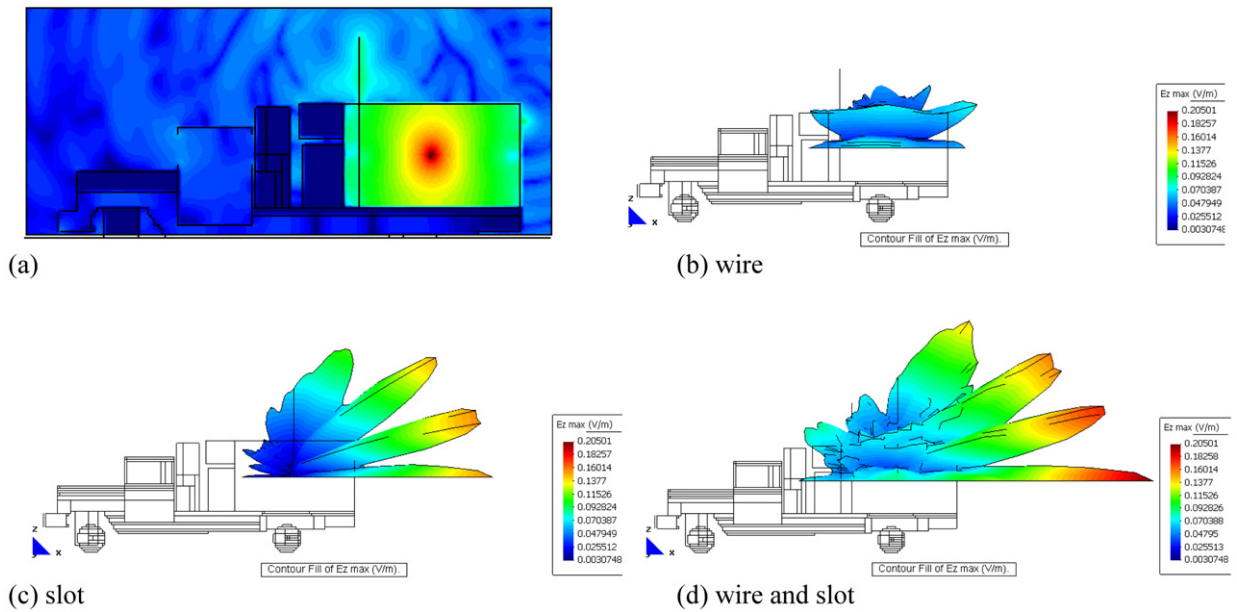 Ez max (V/m)
0.20501
0.18257
0.16014
0.1377
0.11526
0.092824
0.070387
0.047949
0.025512
0.0030748
z
x
Contour Fill of Ez max (V/m).
(a)
(b) wire
Ez max (V/m)
0.20501
0.18257
0.16014
0.1377
0.11526
0.092824
0.070387
0.047949
0.025512
0.0030748
z
x
Contour Fill of Ez max (V/m).
(c) slot
Ez max (V/m)
0.20501
0.18258
0.16014
0.1377
0.11526
0.092826
0.070388
0.04795
0.025513
0.0030748
z
x
Contour Fill of Ez max (V/m).
(d) wire and slot